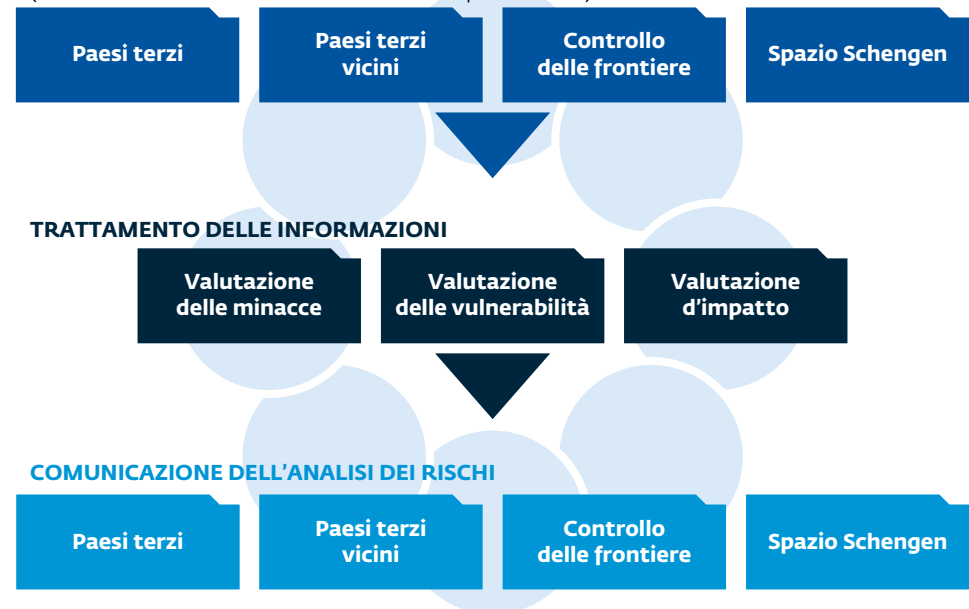 Paesi terzi
Paesi terzi
vicini
Controllo
delle frontiere
Spazio Schengen
TRATTAMENTO DELLE INFORMAZIONI
Valutazione
delle minacce
Valutazione
delle vulnerabilità
Valutazione
d'impatto
COMUNICAZIONE DELL'ANALISI DEI RISCHI
Paesi terzi
Paesi terzi
vicini
Controllo
delle frontiere
Spazio Schengen